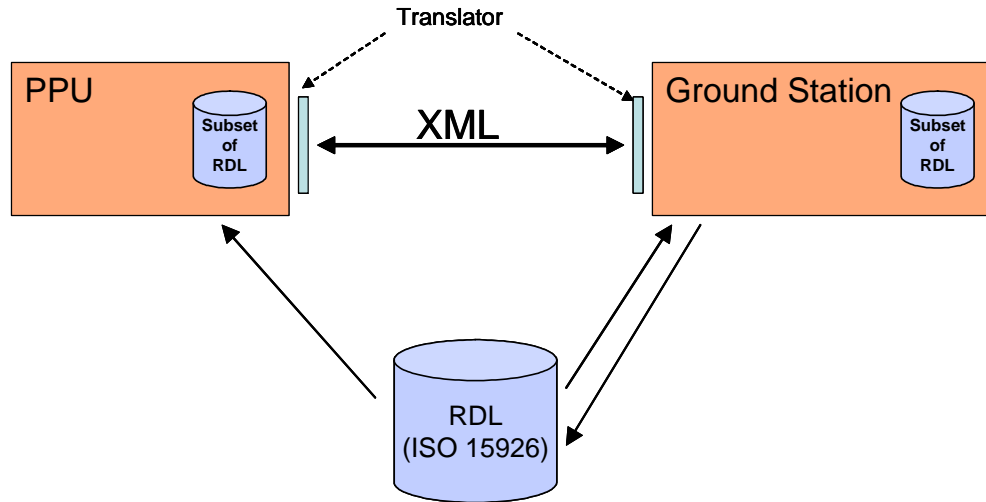 Translator
PPU
Subset
of
RDL
XML
Ground Station
Subset
of
RDL
RDL
(ISO 15926)